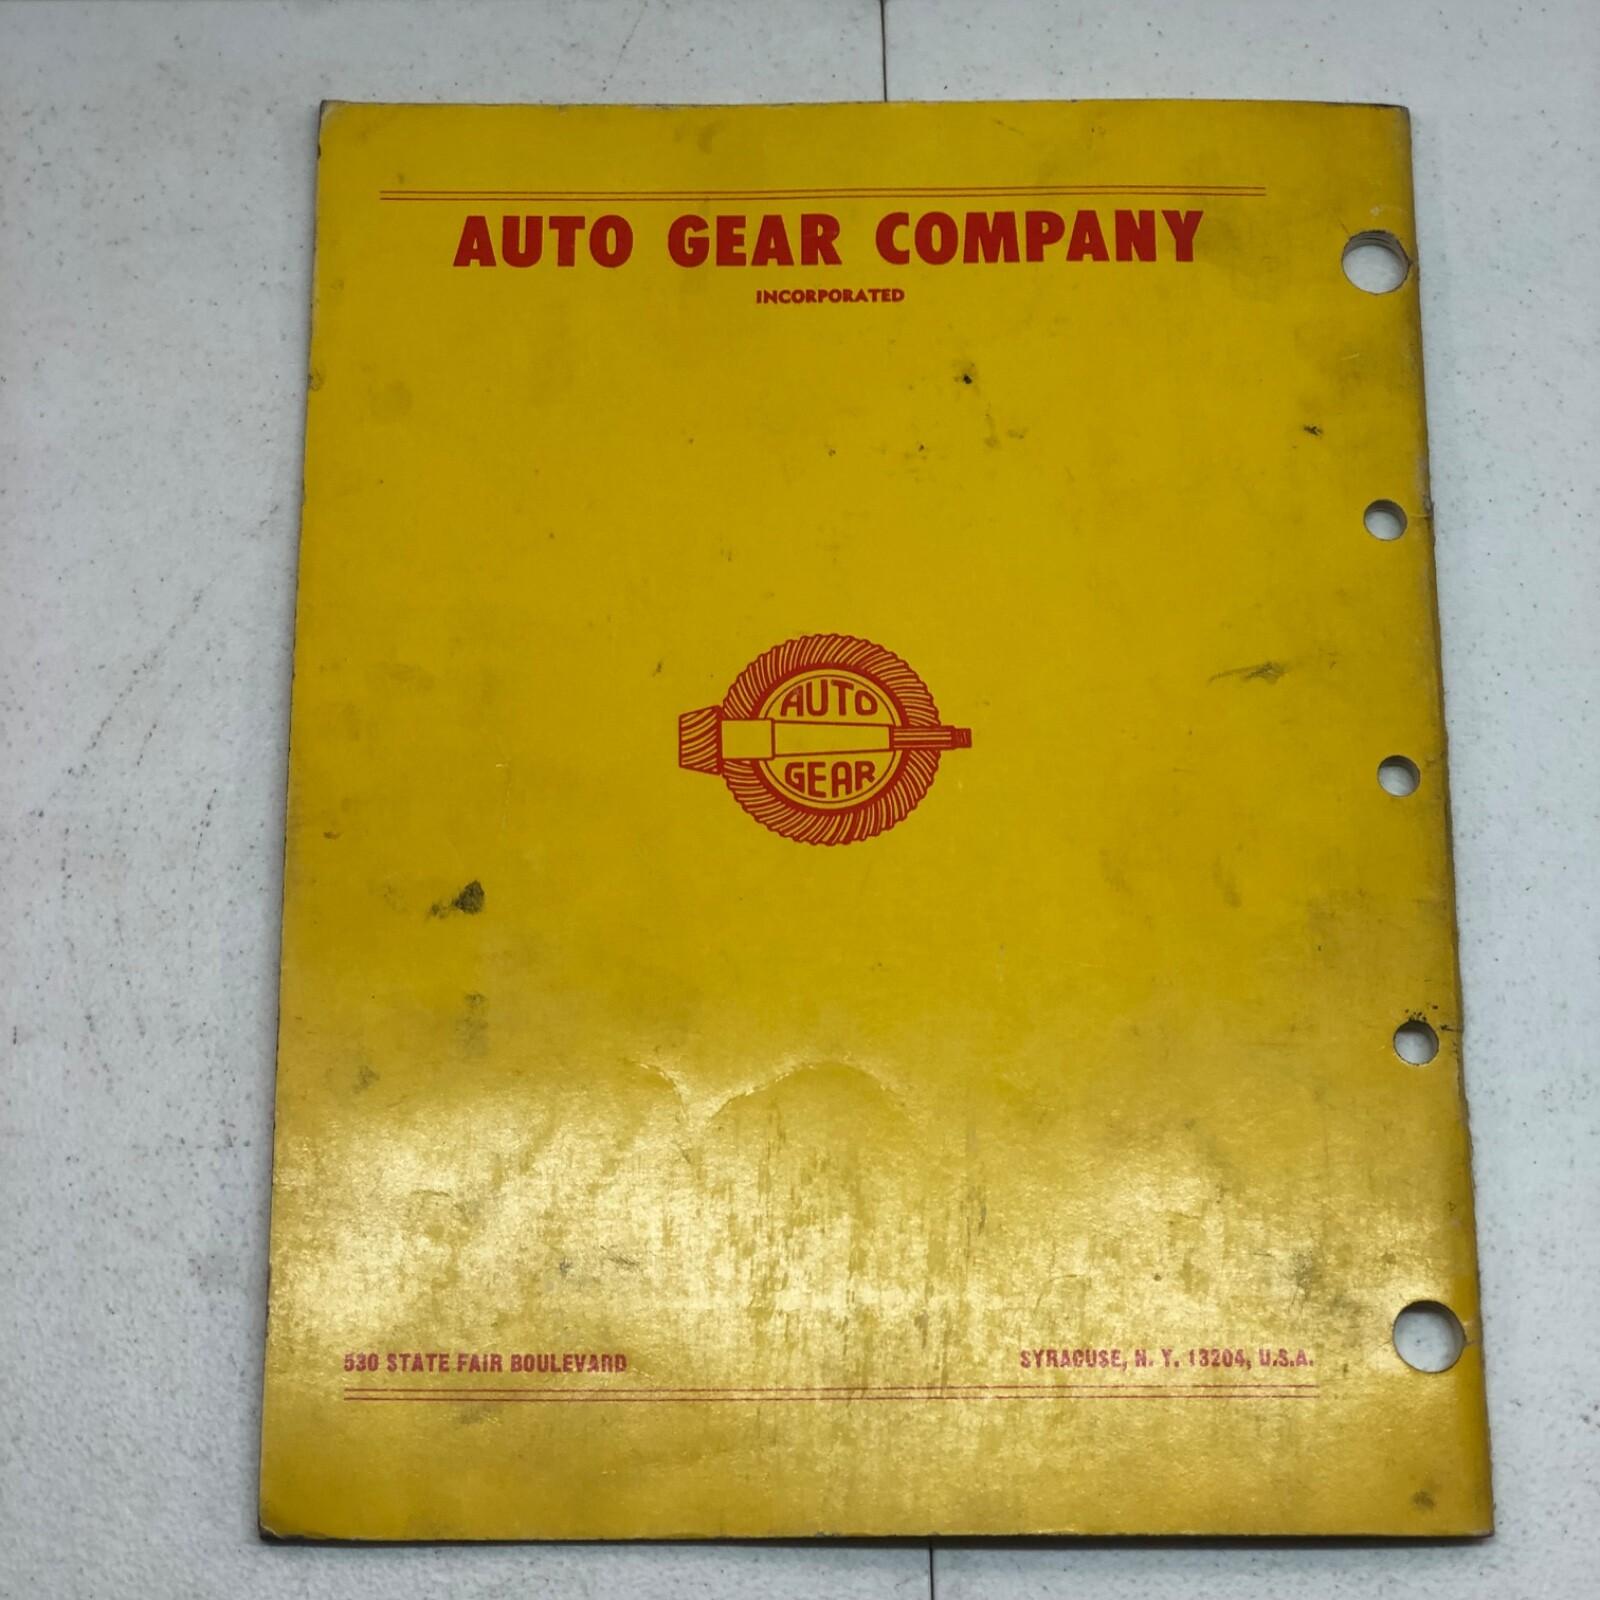 AUTO GEAR COMPANY
INCORPORATED
AUTO
GEAR
530 STATE FAIR BOULEVARD
SYRACUSE, N. Y. 13204, U.S.A.